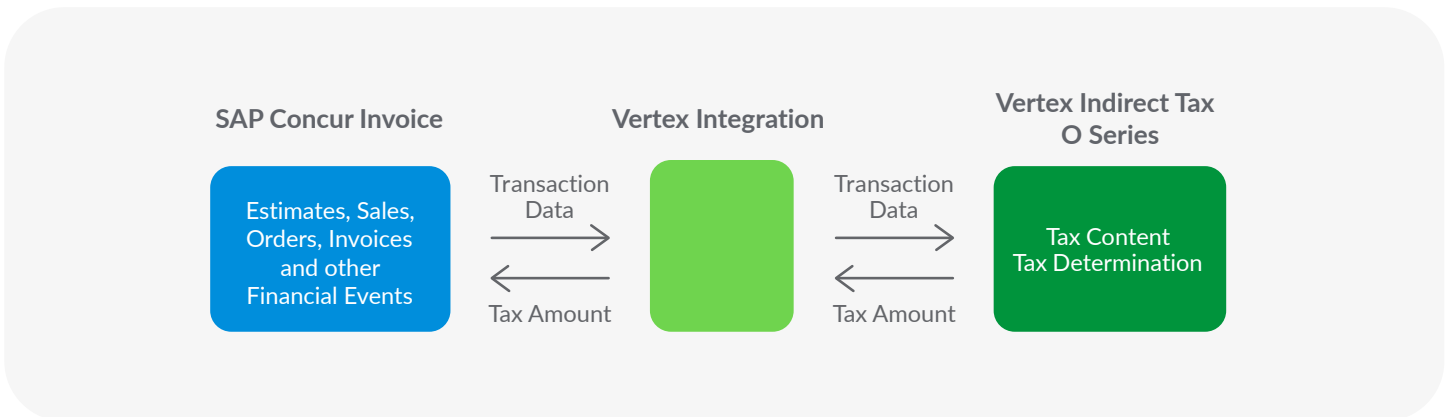 SAP Concur Invoice
Estimates, Sales,
Orders, Invoices
and other
Financial Events
Transaction
Data
Tax Amount
Vertex Integration
Transaction
Data
Tax Amount
Vertex Indirect Tax
O Series
Tax Content
Tax Determination